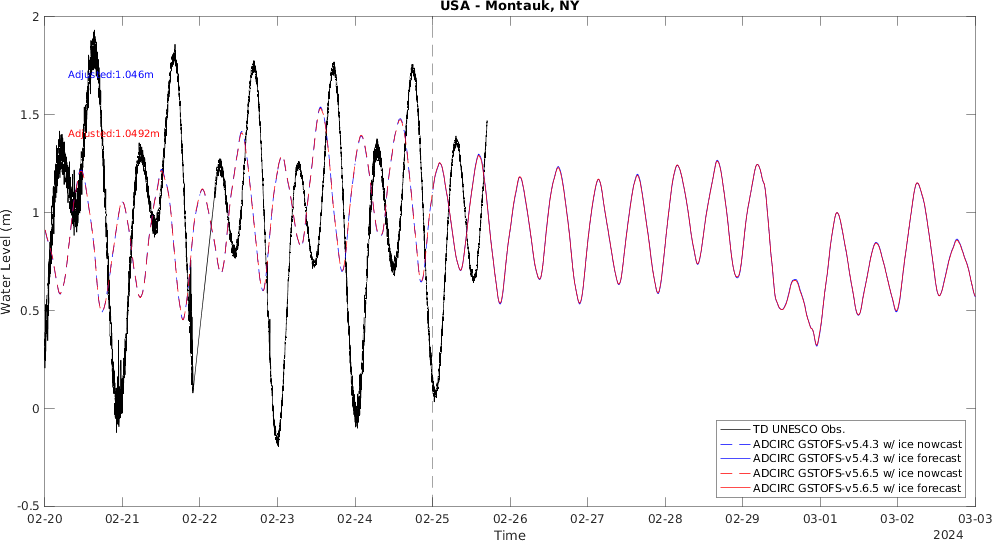 USA - Montauk, NY
2
1.5
1
0.5
0
-0.5
Water Level (m)
Adjusted:1.046m
Adjusted:1.0492m
TD UNESCO Obs.
ADCIRC GSTOFS-v5.4.3 w/ ice nowcast
ADCIRC GSTOFS-v5.4.3 w/ ice forecast
ADCIRC GSTOFS-v5.6.5 w/ ice nowcast
ADCIRC GSTOFS-v5.6.5 w/ ice forecast
02-20 02-21 02-22 02-23 02-24 02-25 02-26 02-27 02-28 02-29 03-01 03-02 03-03
Time
2024